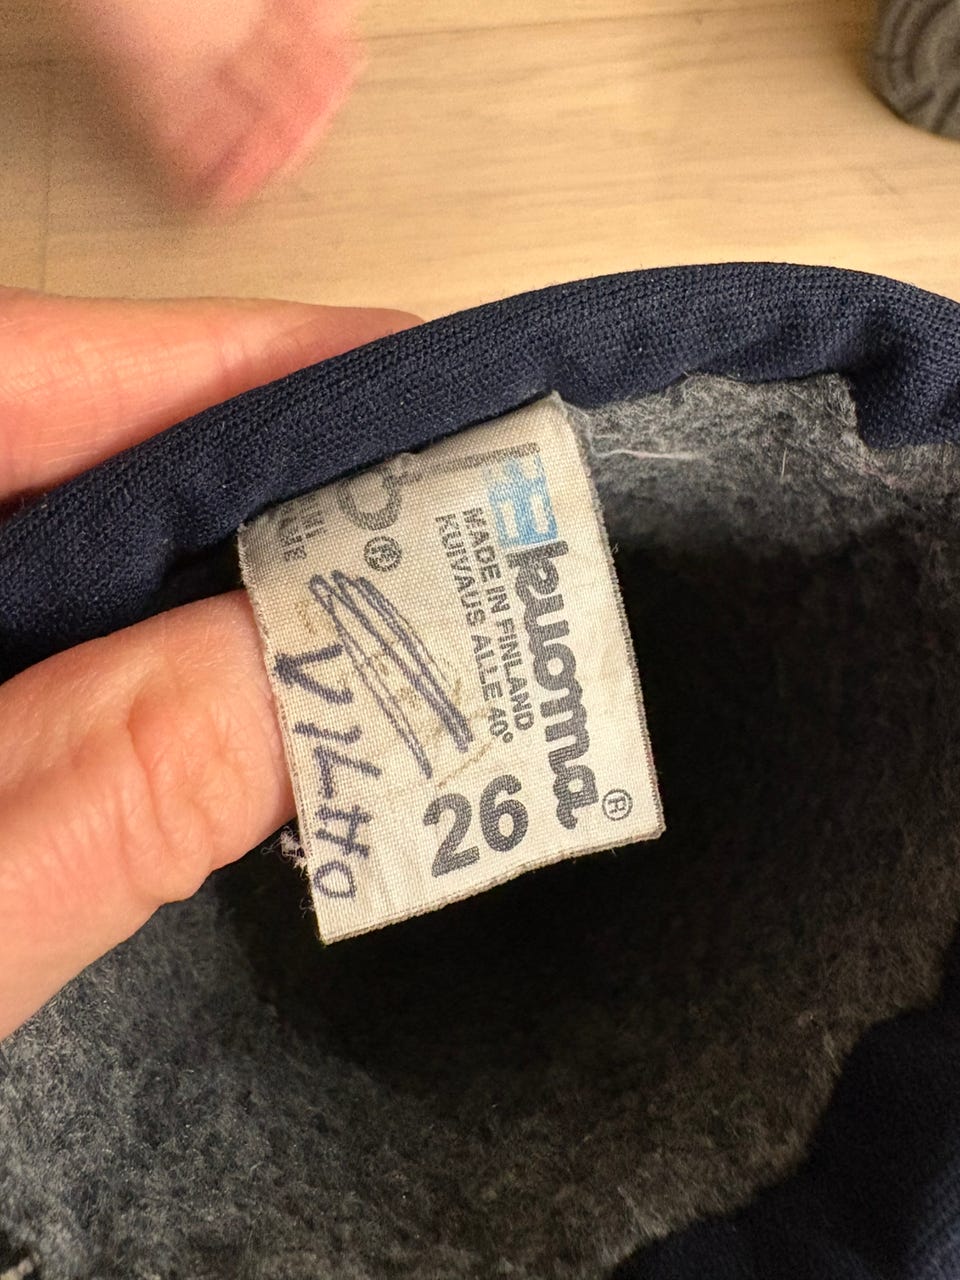 kuoma®
MADE IN FINLAND
KUIVAUS ALLE 40°
26
VILHO